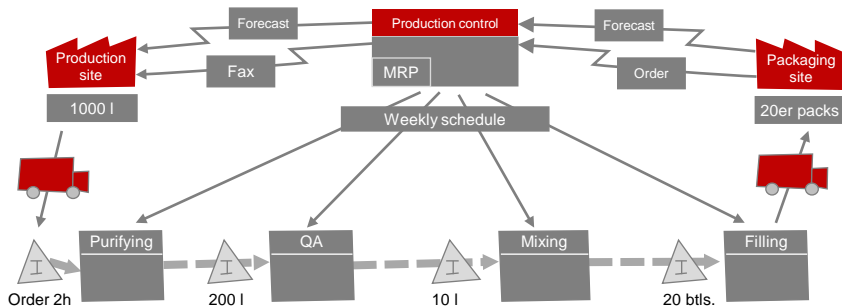 Forecast
Production control
Forecast
Production
site
Fax
MRP
Order
Packaging
site
1000 l
Weekly schedule
20er packs
Purifying
QA
Mixing
Filling
I
I
I
I
Order 2h
200 l
10 l
20 btls.